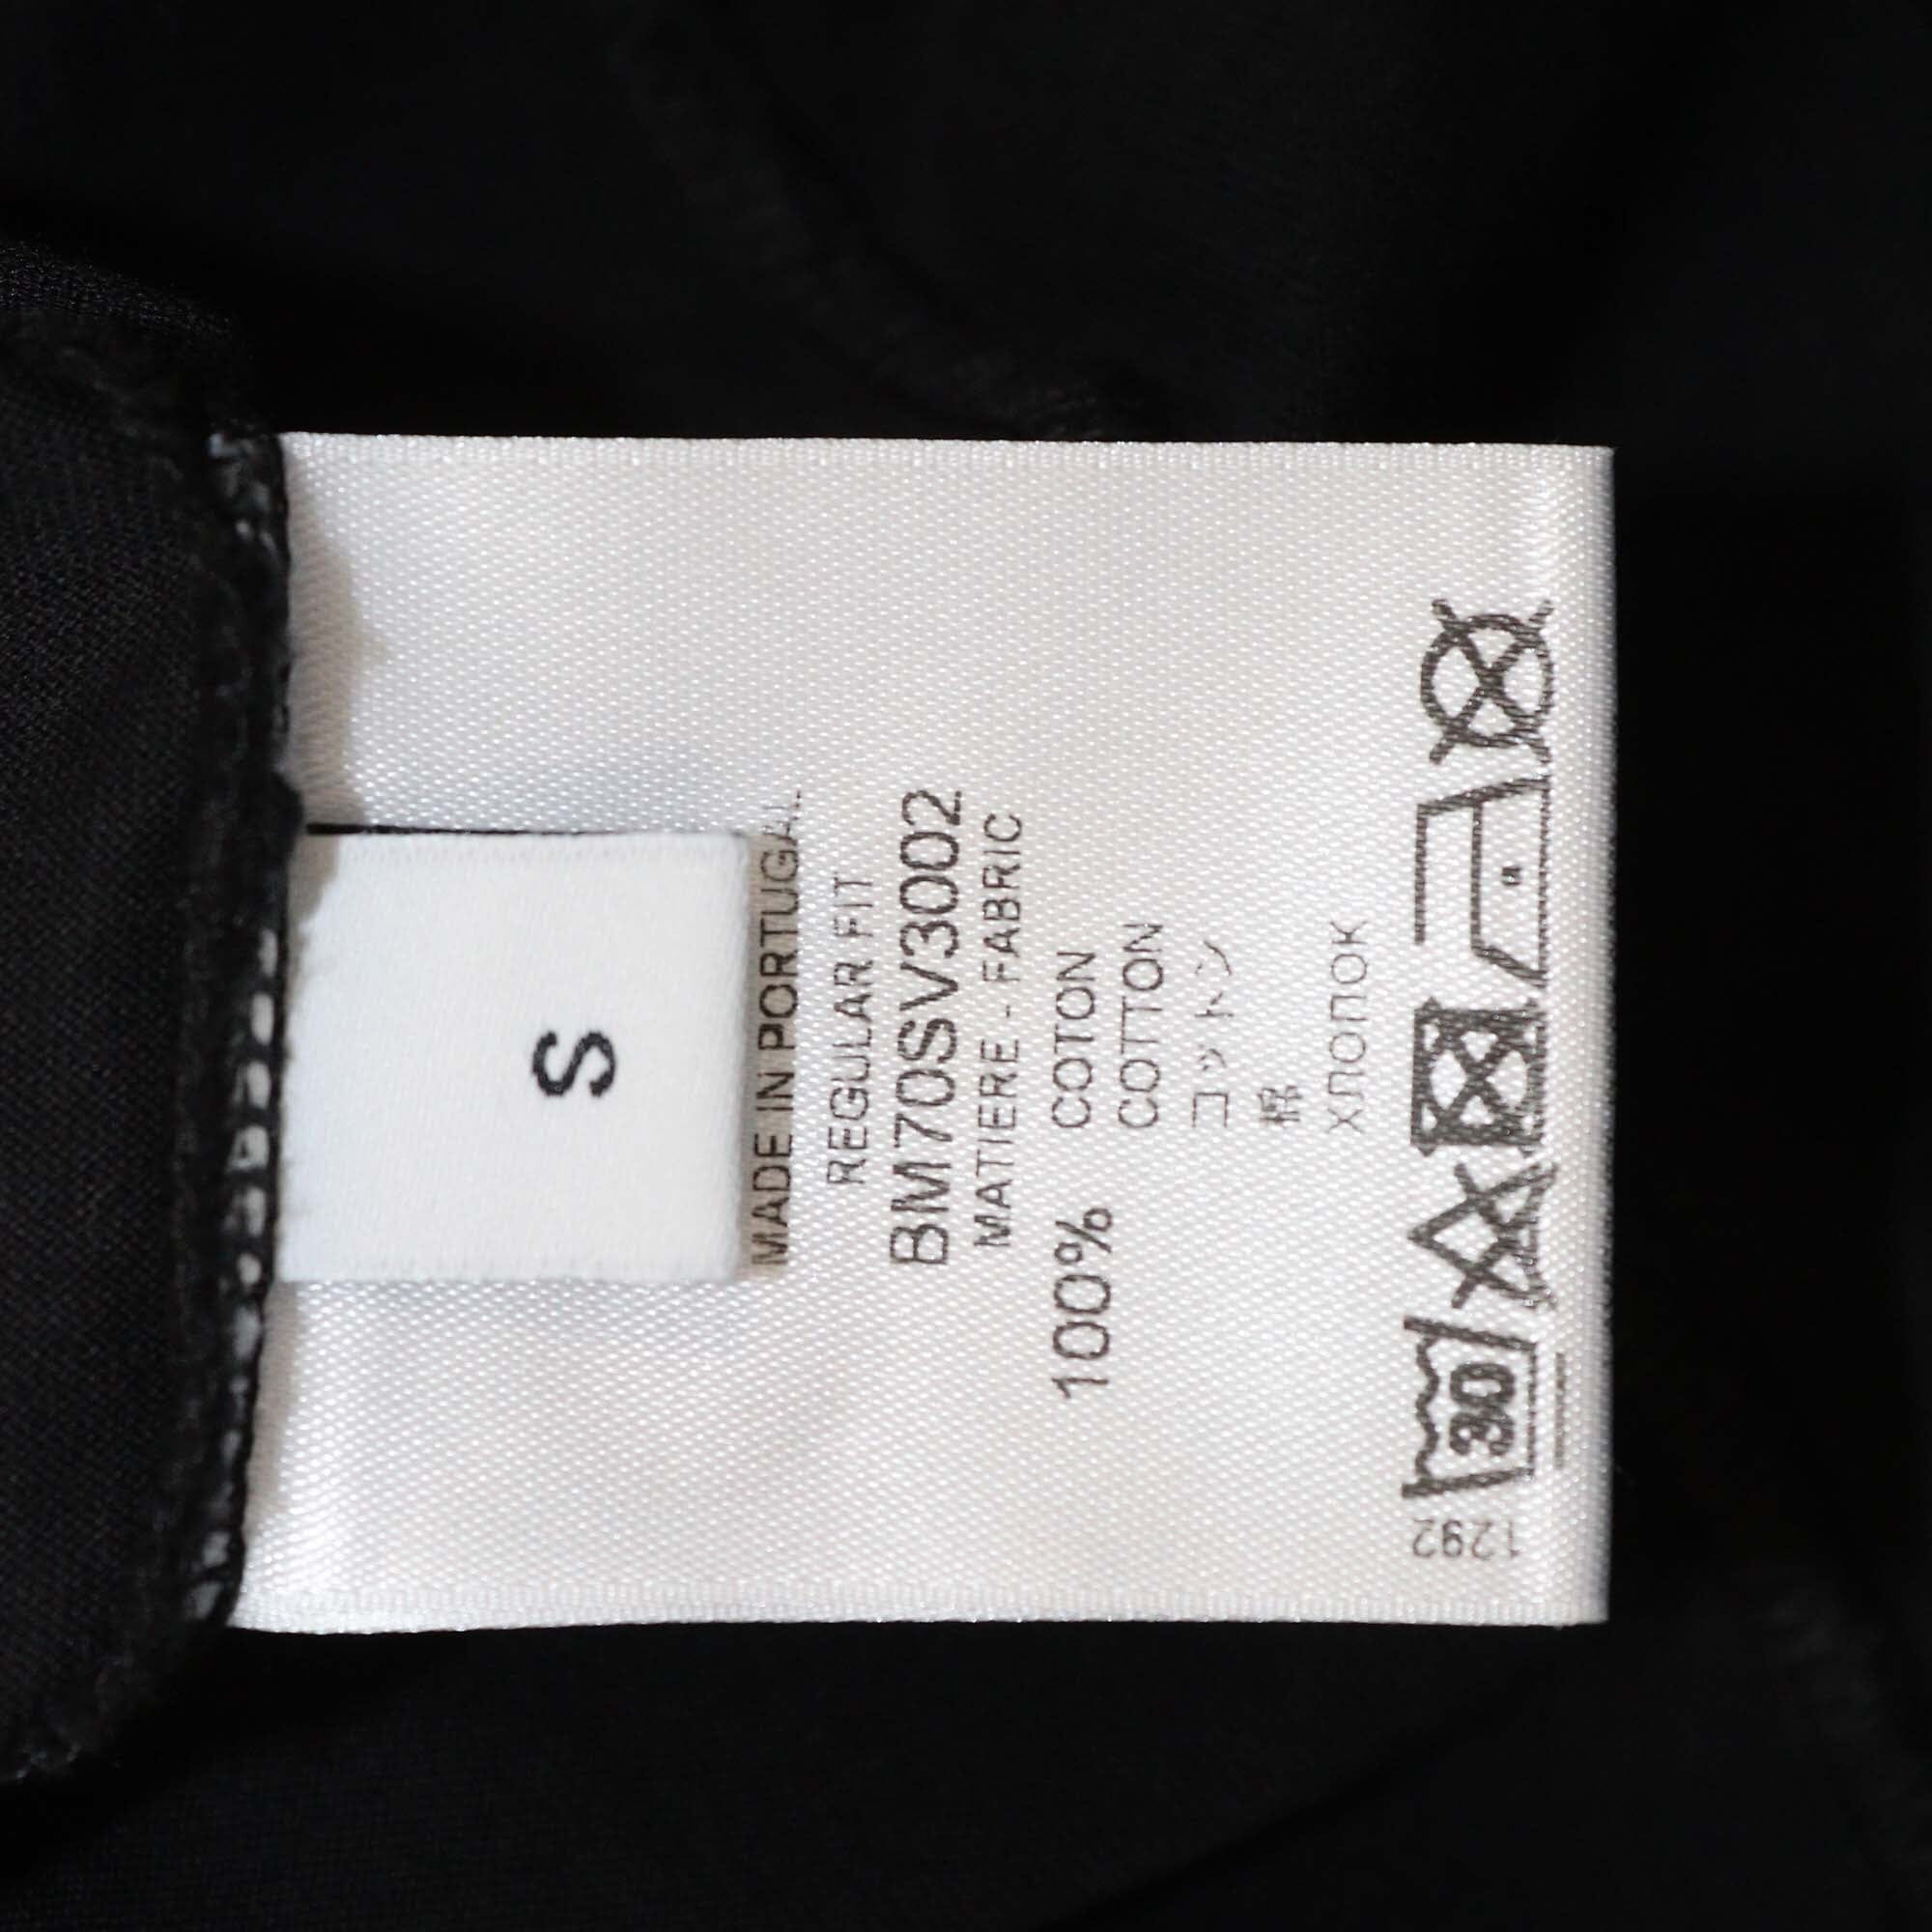 S
MADE IN PORTUGAL
REGULAR FIT
BM70SV3002
MATIERE - FABRIC
100% COTON
COTTON
コットン
棉
ХЛОПОК
30
1292